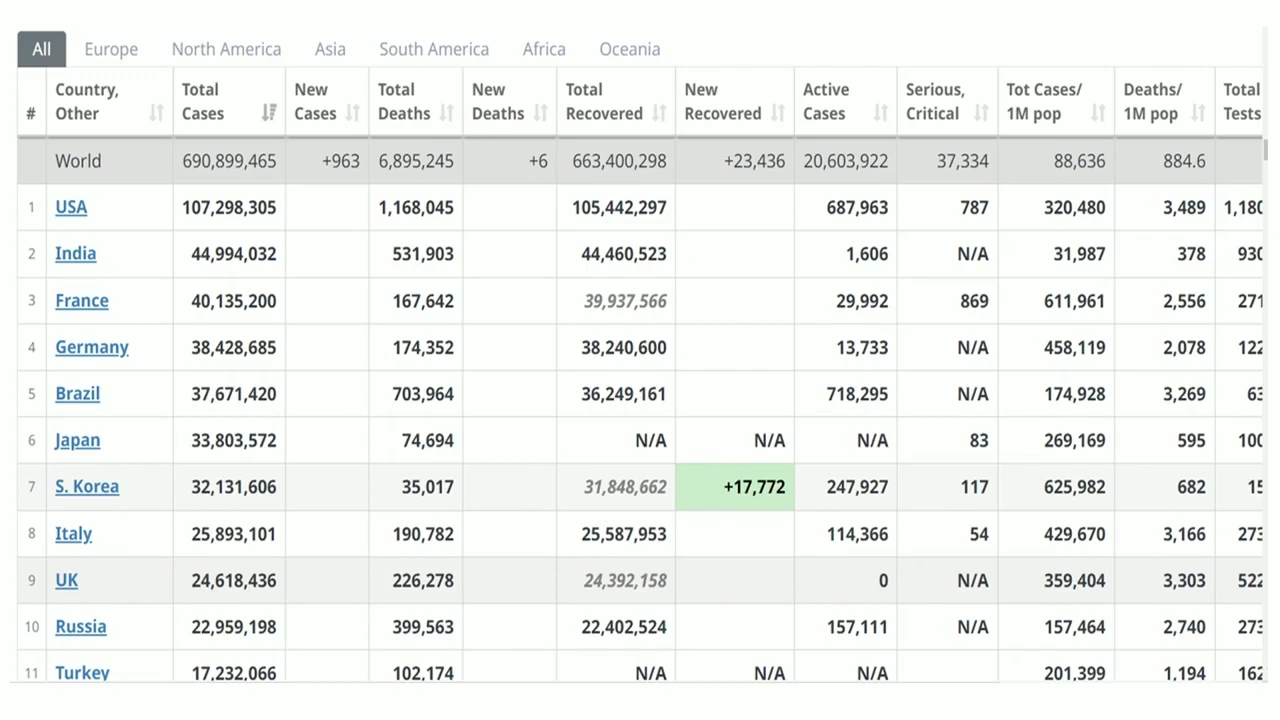 All Europe North America Asia South America Africa Oceania
# Country, Other Total Cases New Cases Total Deaths New Deaths Total Recovered New Recovered Active Cases Serious, Critical Tot Cases/ 1M pop Deaths/ 1M pop Total Tests
World 690,899,465 +963 6,895,245 +6 663,400,298 +23,436 20,603,922 37,334 88,636 884.6
1 USA 107,298,305 1,168,045 105,442,297 687,963 787 320,480 3,489 1,180
2 India 44,994,032 531,903 44,460,523 1,606 N/A 31,987 378 930
3 France 40,135,200 167,642 39,937,566 29,992 869 611,961 2,556 271
4 Germany 38,428,685 174,352 38,240,600 13,733 N/A 458,119 2,078 122
5 Brazil 37,671,420 703,964 36,249,161 718,295 N/A 174,928 3,269 63
6 Japan 33,803,572 74,694 N/A N/A N/A 83 269,169 595 100
7 S. Korea 32,131,606 35,017 31,848,662 +17,772 247,927 117 625,982 682 15
8 Italy 25,893,101 190,782 25,587,953 114,366 54 429,670 3,166 273
9 UK 24,618,436 226,278 24,392,158 0 N/A 359,404 3,303 522
10 Russia 22,959,198 399,563 22,402,524 157,111 N/A 157,464 2,740 273
11 Turkey 17,232,066 102,174 N/A N/A N/A 201,399 1,194 162